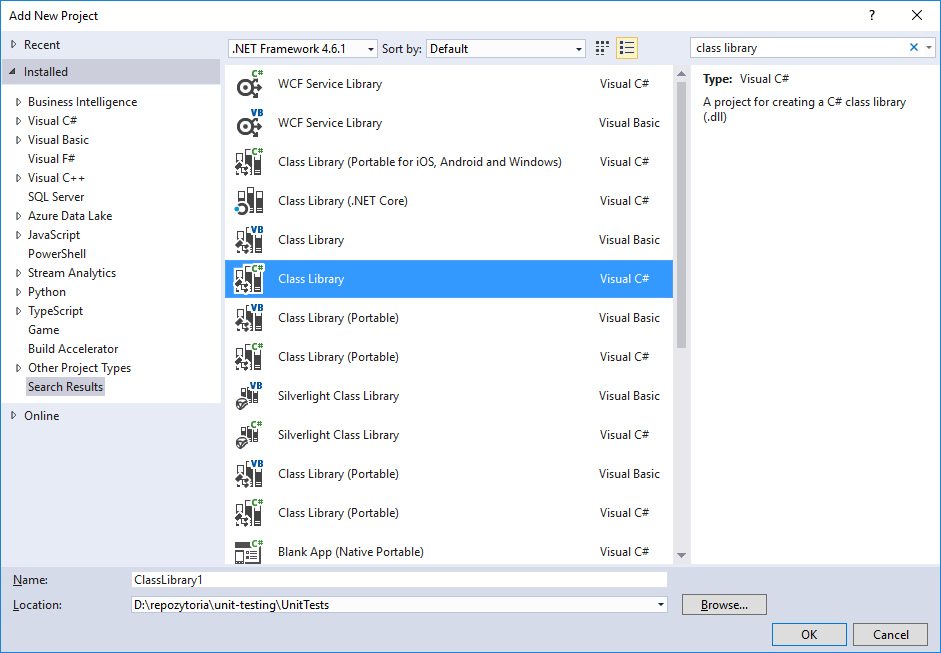 Add New Project
?
Recent
Installed
Business Intelligence
Visual C#
Visual Basic
Visual F#
Visual C++
SQL Server
Azure Data Lake
JavaScript
PowerShell
Stream Analytics
Python
TypeScript
Game
Build Accelerator
Other Project Types
Search Results
Online
.NET Framework 4.6.1 Sort by: Default
C# WCF Service Library Visual C#
VB WCF Service Library Visual Basic
C# Class Library (Portable for iOS, Android and Windows) Visual C#
Class Library (.NET Core) Visual C#
VB Class Library Visual Basic
C# Class Library Visual C#
VB Class Library (Portable) Visual Basic
C# Class Library (Portable) Visual C#
VB Silverlight Class Library Visual Basic
C# Silverlight Class Library Visual C#
VB Class Library (Portable) Visual Basic
C# Class Library (Portable) Visual C#
C# Blank App (Native Portable) Visual C#
class library
Type: Visual C#
A project for creating a C# class library
(.dll)
Name: ClassLibrary1
Location: D:\repozytoria\unit-testing\UnitTests Browse...
OK Cancel